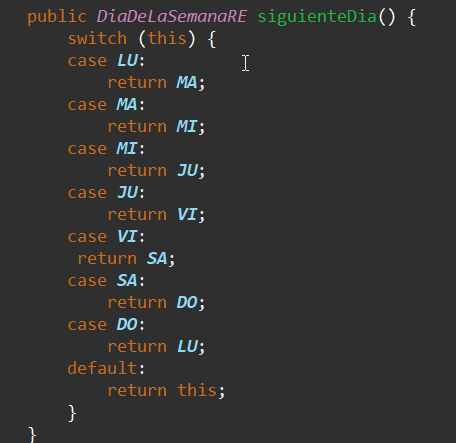 public DiaDeLaSemanaRE siguienteDia() {
    switch (this) {
    case LU:
        return MA;
    case MA:
        return MI;
    case MI:
        return JU;
    case JU:
        return VI;
    case VI:
     return SA;
    case SA:
        return DO;
    case DO:
        return LU;
    default:
        return this;
    }
}